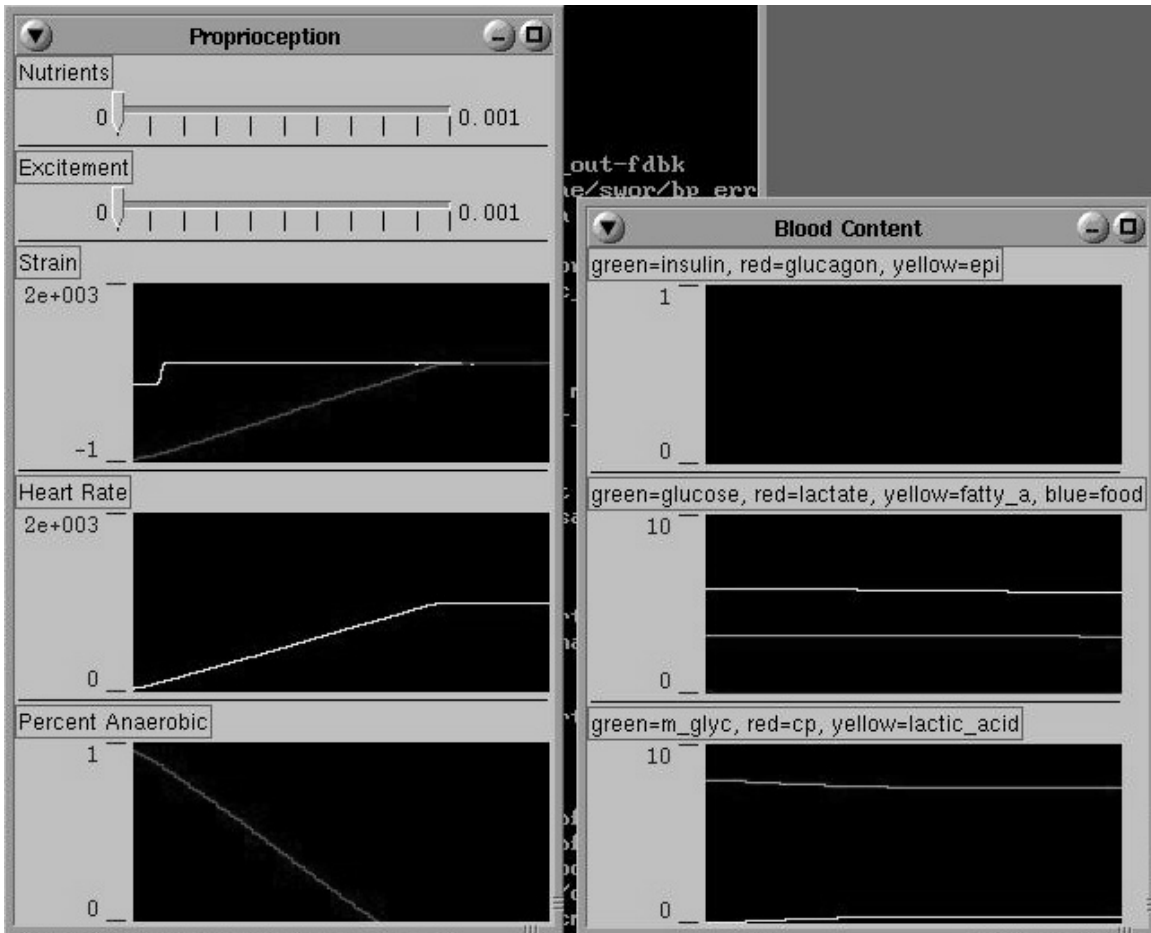 Proprioception
Nutrients
0 0.001
Excitement
0 0.001
Strain
2e+003
-1
Heart Rate
2e+003
0
Percent Anaerobic
1
0
_out-fdbk
/swor/bp_err
Blood Content
green=insulin, red=glucagon, yellow=epi
1
0
green=glucose, red=lactate, yellow=fatty_a, blue=food
10
0
green=m_glyc, red=cp, yellow=lactic_acid
10
0